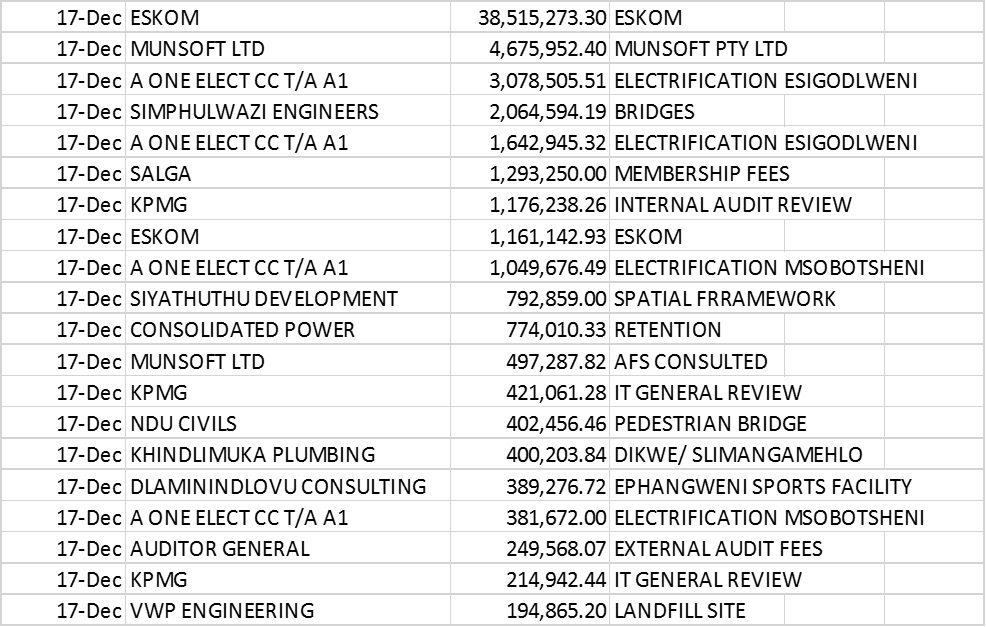 17-Dec ESKOM 38,515,273.30 ESKOM
17-Dec MUNSOFT LTD 4,675,952.40 MUNSOFT PTY LTD
17-Dec A ONE ELECT CC T/A A1 3,078,505.51 ELECTRIFICATION ESIGODLWENI
17-Dec SIMPHULWAZI ENGINEERS 2,064,594.19 BRIDGES
17-Dec A ONE ELECT CC T/A A1 1,642,945.32 ELECTRIFICATION ESIGODLWENI
17-Dec SALGA 1,293,250.00 MEMBERSHIP FEES
17-Dec KPMG 1,176,238.26 INTERNAL AUDIT REVIEW
17-Dec ESKOM 1,161,142.93 ESKOM
17-Dec A ONE ELECT CC T/A A1 1,049,676.49 ELECTRIFICATION MSOBOTSHENI
17-Dec SIYATHUTHU DEVELOPMENT 792,859.00 SPATIAL FRRAMEWORK
17-Dec CONSOLIDATED POWER 774,010.33 RETENTION
17-Dec MUNSOFT LTD 497,287.82 AFS CONSULTED
17-Dec KPMG 421,061.28 IT GENERAL REVIEW
17-Dec NDU CIVILS 402,456.46 PEDESTRIAN BRIDGE
17-Dec KHINDLIMUKA PLUMBING 400,203.84 DIKWE/ SLIMANGAMEHLO
17-Dec DLAMININDLOVU CONSULTING 389,276.72 EPHANGWENI SPORTS FACILITY
17-Dec A ONE ELECT CC T/A A1 381,672.00 ELECTRIFICATION MSOBOTSHENI
17-Dec AUDITOR GENERAL 249,568.07 EXTERNAL AUDIT FEES
17-Dec KPMG 214,942.44 IT GENERAL REVIEW
17-Dec VWP ENGINEERING 194,865.20 LANDFILL SITE